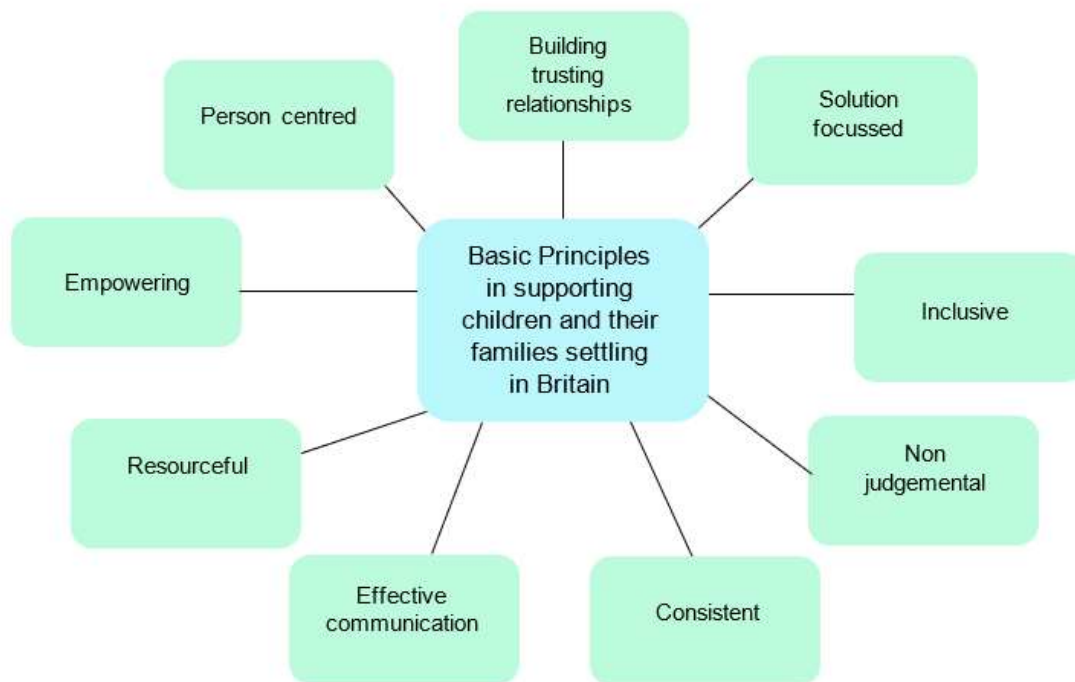 Building
trusting
relationships
Person centred
Solution
focussed
Empowering
Basic Principles
in supporting
children and their
families settling
in Britain
Inclusive
Resourceful
Non
judgemental
Effective
communication
Consistent